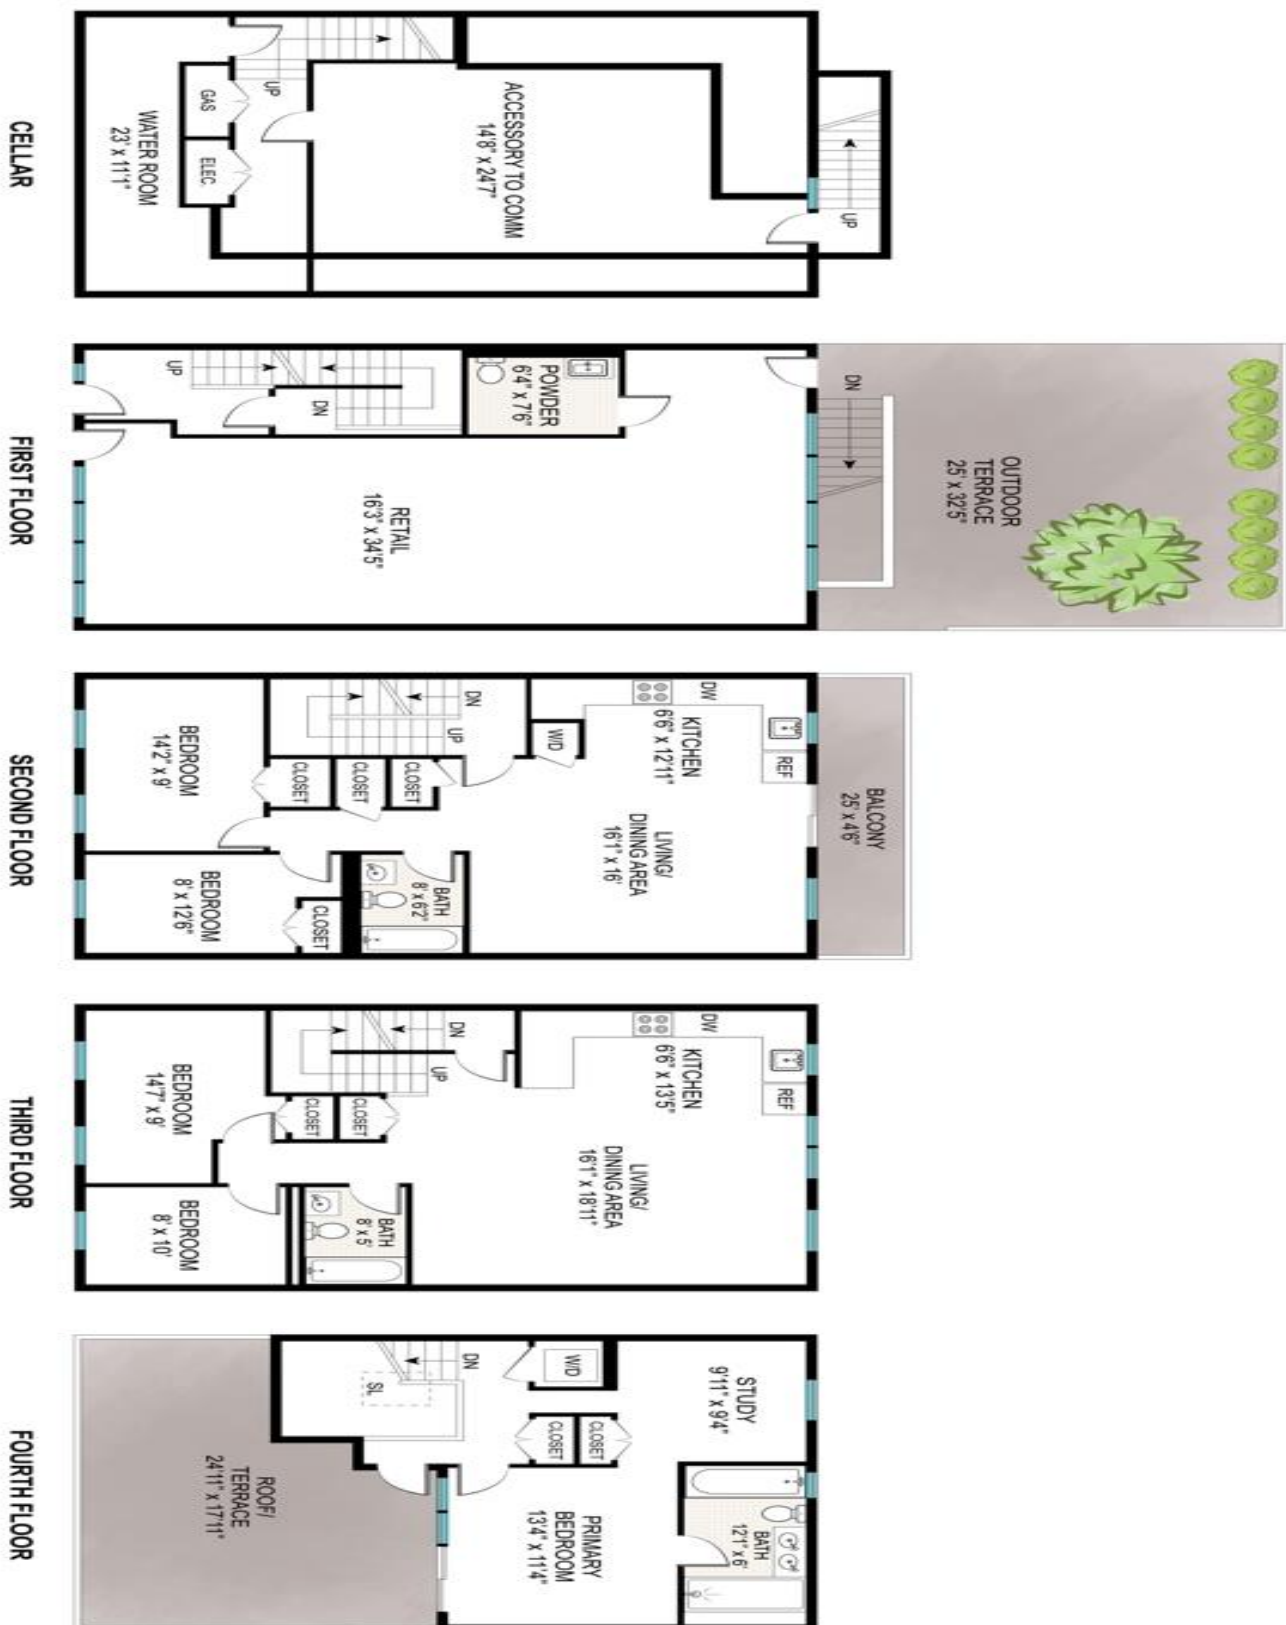 CELLAR
WATER ROOM
23' x 11'1"
GAS
ELEC.
UP
ACCESSORY TO COMM
14'8" x 24'7"
UP
FIRST FLOOR
UP
DN
POWDER
6'4" x 7'6"
RETAIL
16'3" x 34'5"
DN
OUTDOOR
TERRACE
25' x 32'5"
SECOND FLOOR
BEDROOM
14'2" x 9'
BEDROOM
8' x 12'6"
CLOSET
CLOSET
CLOSET
CLOSET
DN
UP
BATH
8' x 6'2"
W/D
DW
KITCHEN
6'6" x 12'11"
REF
LIVING/
DINING AREA
16'1" x 16'
BALCONY
25' x 4'6"
THIRD FLOOR
BEDROOM
14'7" x 9'
BEDROOM
8' x 10'
CLOSET
CLOSET
DN
UP
BATH
8' x 5'
DW
KITCHEN
6'6" x 13'5"
REF
LIVING/
DINING AREA
16'1" x 18'11"
FOURTH FLOOR
ROOF/
TERRACE
24'11" x 17'11"
SL
DN
W/D
CLOSET
CLOSET
STUDY
9'11" x 9'4"
PRIMARY
BEDROOM
13'4" x 11'4"
BATH
12'1" x 6'